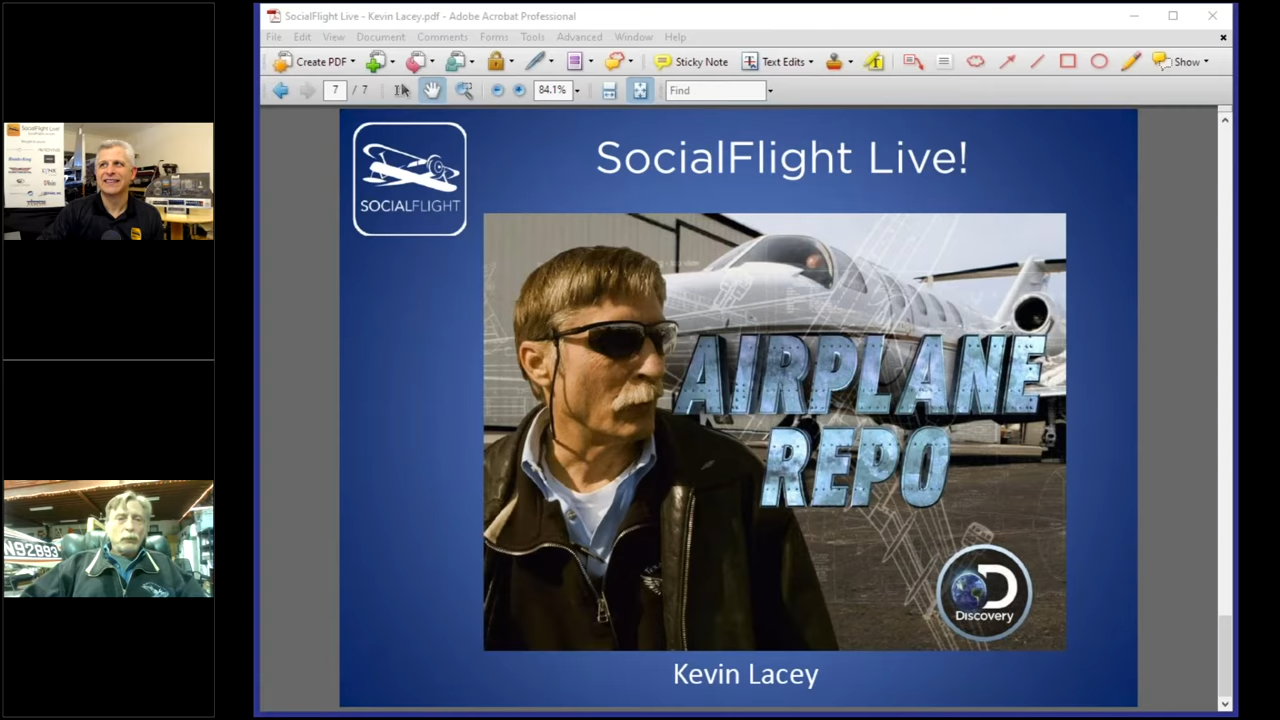 SocialFlight Live - Kevin Lacey.pdf - Adobe Acrobat Professional
File Edit View Document Comments Forms Tools Advanced Window Help
Create PDF Sticky Note Text Edits Show
7 / 7 84.1% Find
SocialFlight Live!
SOCIALFLIGHT
SocialFlight Live!
AIRPLANE
REPO
N92893
DISCOVERY
Kevin Lacey